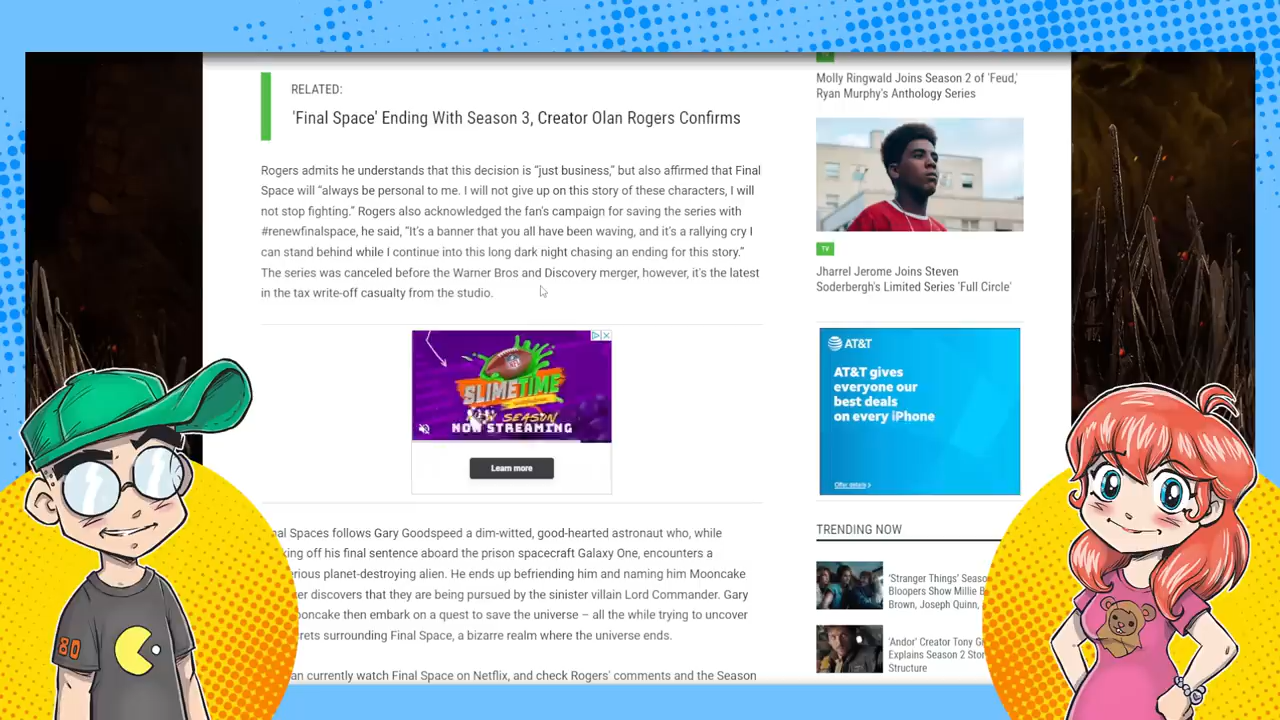 RELATED:
'Final Space' Ending With Season 3, Creator Olan Rogers Confirms
Rogers admits he understands that this decision is “just business,” but also affirmed that Final
Space will “always be personal to me. I will not give up on this story of these characters, I will
not stop fighting.” Rogers also acknowledged the fan's campaign for saving the series with
#renewfinalspace, he said, “It's a banner that you all have been waving, and it's a rallying cry I
can stand behind while I continue into this long dark night chasing an ending for this story.”
The series was canceled before the Warner Bros and Discovery merger, however, it's the latest
in the tax write-off casualty from the studio.
NFL
SLIMETIME
NEW SEASON
NOW STREAMING
Learn more
nal Spaces follows Gary Goodspeed a dim-witted, good-hearted astronaut who, while
king off his final sentence aboard the prison spacecraft Galaxy One, encounters a
rious planet-destroying alien. He ends up befriending him and naming him Mooncake
er discovers that they are being pursued by the sinister villain Lord Commander. Gary
ooncake then embark on a quest to save the universe – all the while trying to uncover
rets surrounding Final Space, a bizarre realm where the universe ends.
an currently watch Final Space on Netflix, and check Rogers' comments and the Season
TV
Molly Ringwald Joins Season 2 of 'Feud,'
Ryan Murphy's Anthology Series
TV
Jharrel Jerome Joins Steven
Soderbergh's Limited Series 'Full Circle'
AT&T
AT&T gives
everyone our
best deals
on every iPhone
Offer details
TRENDING NOW
'Stranger Things' Seaso
Bloopers Show Millie B
Brown, Joseph Quinn,
'Andor' Creator Tony Gi
Explains Season 2 Stor
Structure
80